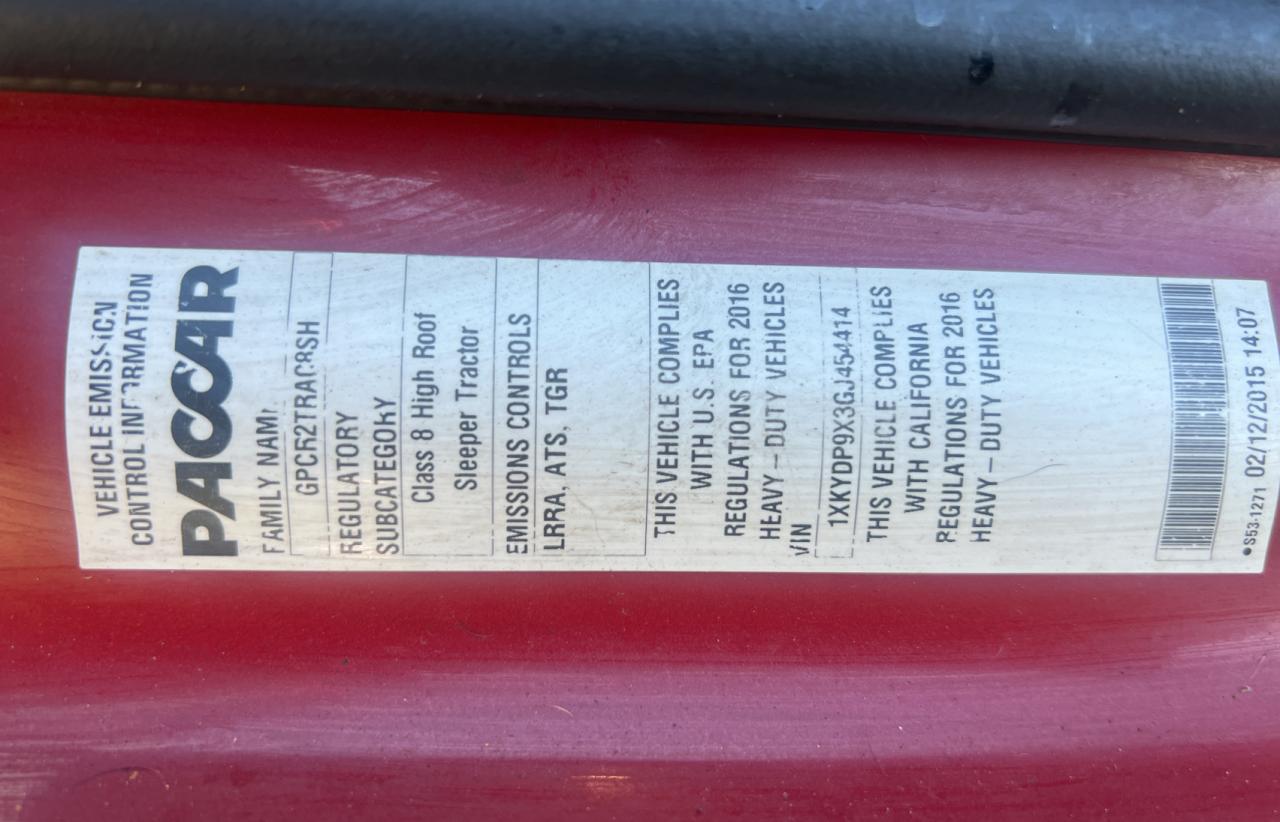 VEHICLE EMISSION
CONTROL INFORMATION
PACCAR
FAMILY NAME
GPCR2TRACRSH
REGULATORY
SUBCATEGORY
Class 8 High Roof
Sleeper Tractor
EMISSIONS CONTROLS
LRRA, ATS, TGR
THIS VEHICLE COMPLIES
WITH U.S. EPA
REGULATIONS FOR 2016
HEAVY-DUTY VEHICLES
VIN
1XKYDP9X3GJ454414
THIS VEHICLE COMPLIES
WITH CALIFORNIA
REGULATIONS FOR 2016
HEAVY-DUTY VEHICLES
•S53-1271 02/12/2015 14:07